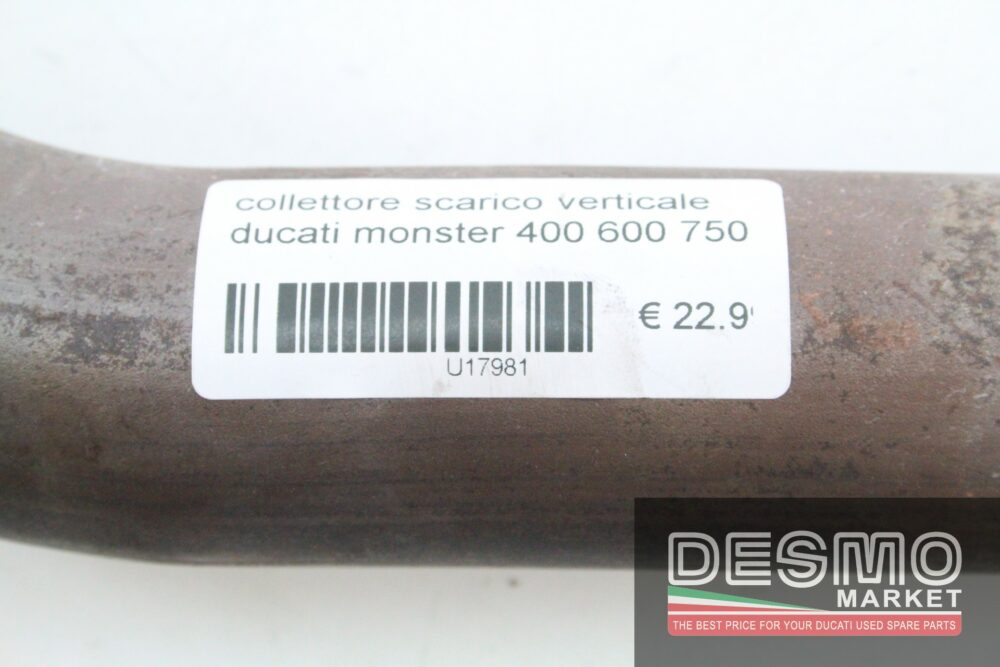 collettore scarico verticale
ducati monster 400 600 750
€ 22.9
U17981
DESMO
MARKET
THE BEST PRICE FOR YOUR DUCATI USED SPARE PARTS